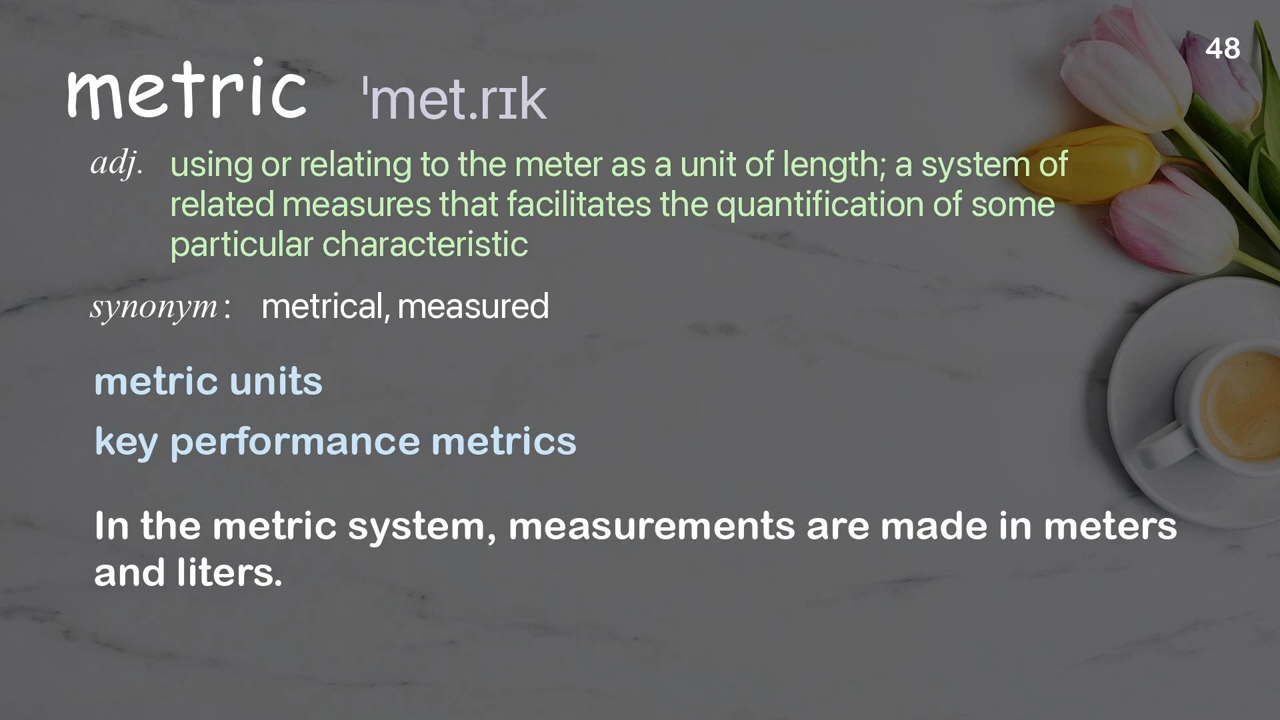 48
metric ˈmet.rɪk
adj. using or relating to the meter as a unit of length; a system of
related measures that facilitates the quantification of some
particular characteristic
synonym : metrical, measured
metric units
key performance metrics
In the metric system, measurements are made in meters
and liters.